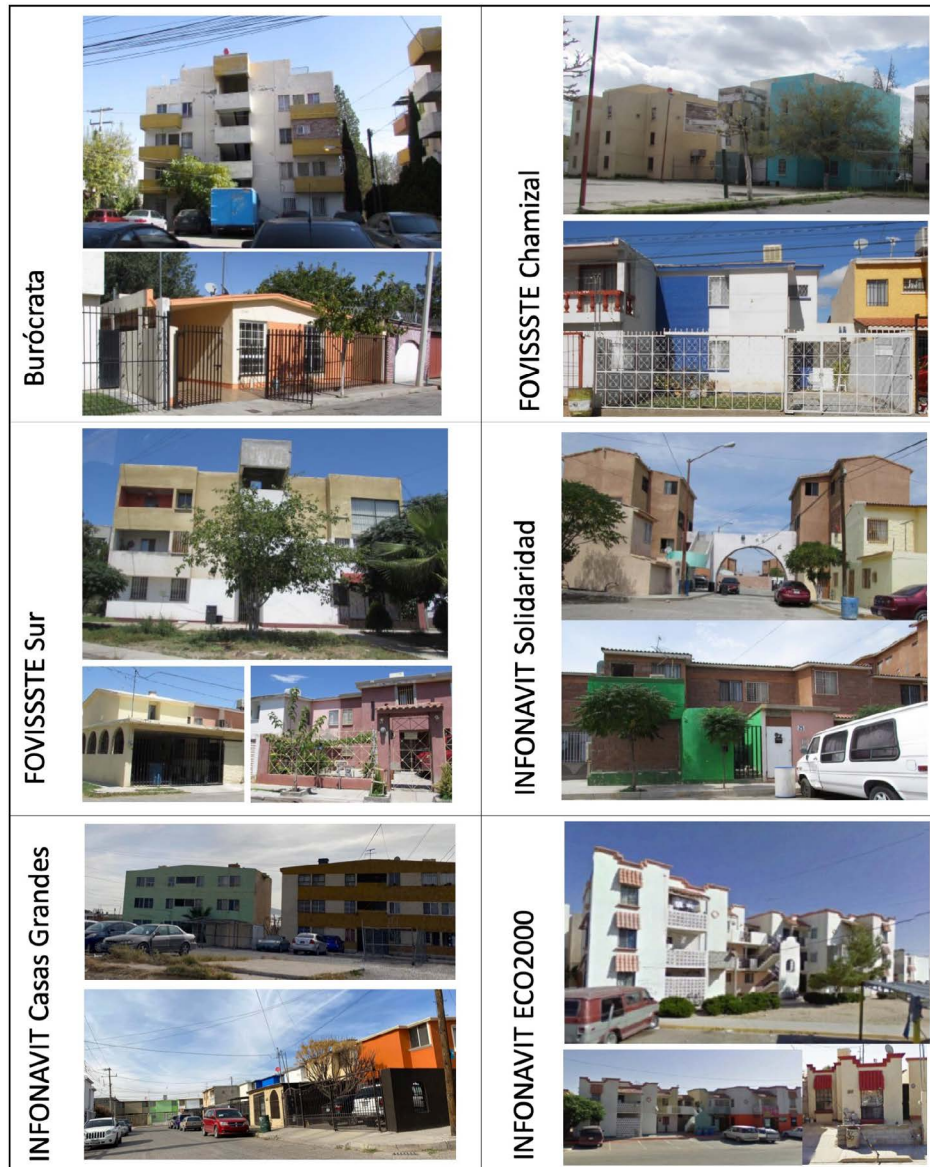 Burócrata
FOVISSSTE Chamizal
FOVISSSTE Sur
INFONAVIT Solidaridad
INFONAVIT Casas Grandes
INFONAVIT ECO2000